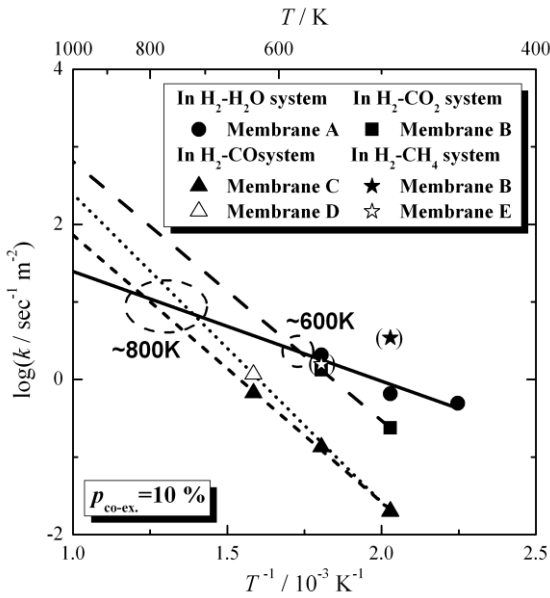 T / K
1000 800 600 400
In H₂-H₂O system In H₂-CO₂ system
Membrane A Membrane B
In H₂-COsystem In H₂-CH₄ system
Membrane C Membrane B
Membrane D Membrane E
4
2
0
-2
log(k / sec⁻¹ m⁻²)
~600K
~800K
p co-ex. =10 %
1.0 1.5 2.0 2.5
T⁻¹ / 10⁻³ K⁻¹